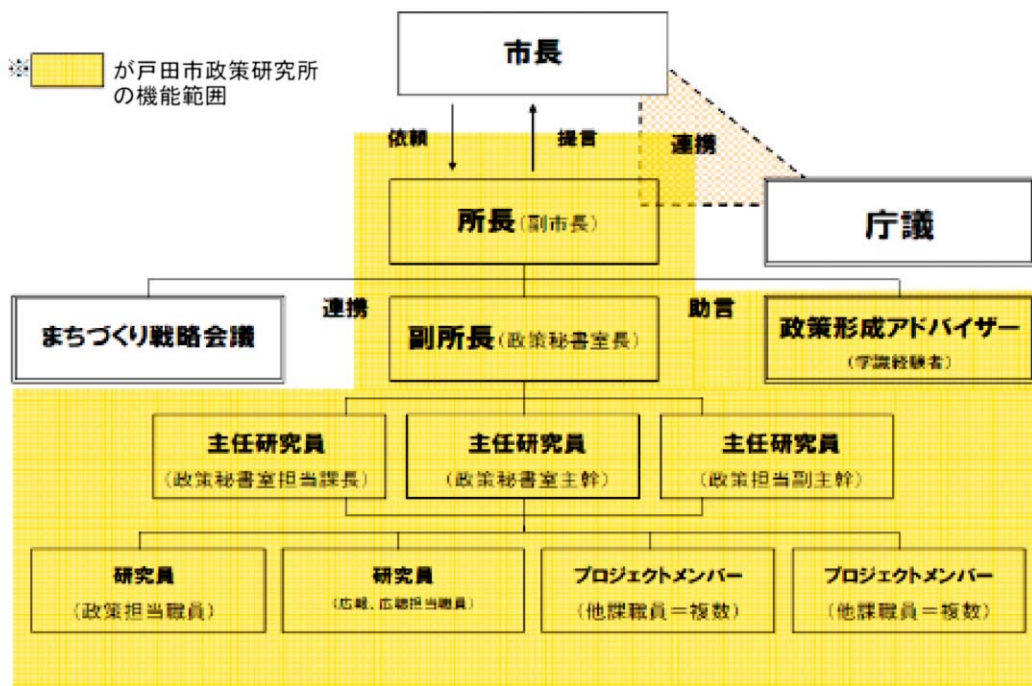 市長
※ が戸田市政策研究所
の機能範囲
依頼
提言
連携
所長(副市長)
庁議
まちづくり戦略会議
連携
副所長(政策秘書室長)
助言
政策形成アドバイザー
(学識経験者)
主任研究員
(政策秘書室担当課長)
主任研究員
(政策秘書室主幹)
主任研究員
(政策担当副主幹)
研究員
(政策担当職員)
研究員
(広報、広聴担当職員)
プロジェクトメンバー
(他課職員=複数)
プロジェクトメンバー
(他課職員=複数)